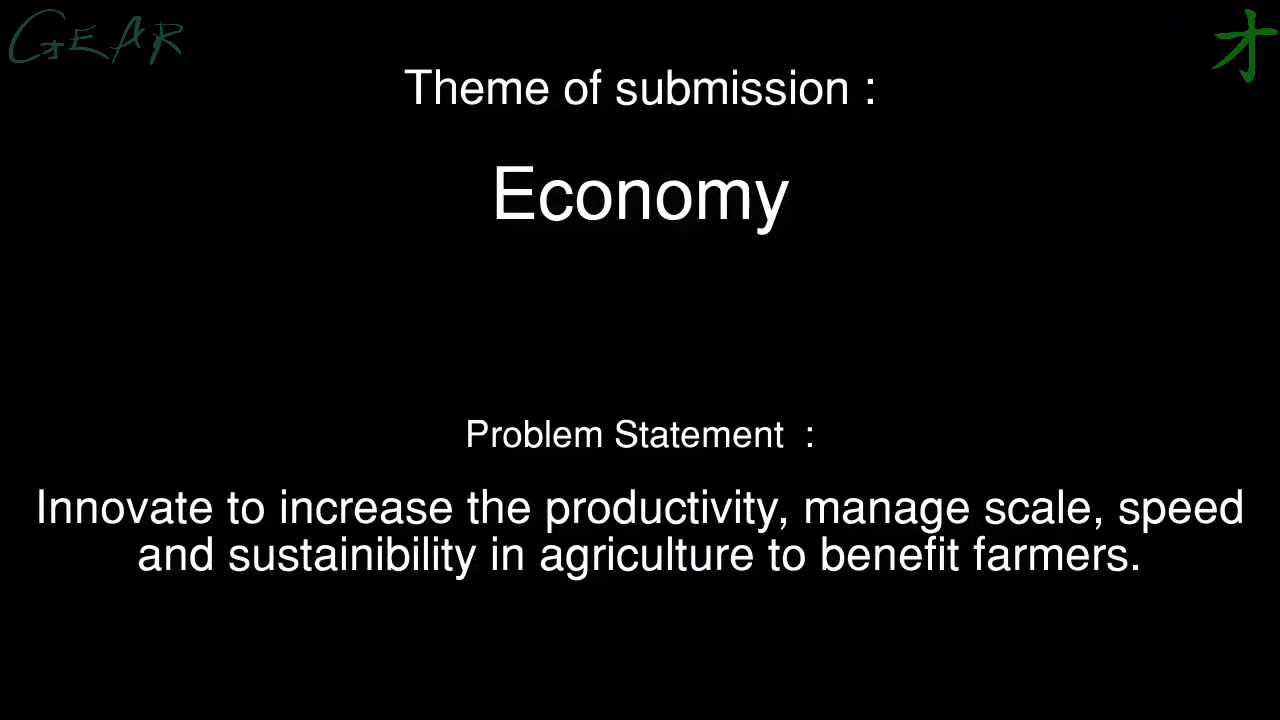 GEAR
才
Theme of submission :
Economy
Problem Statement :
Innovate to increase the productivity, manage scale, speed
and sustainibility in agriculture to benefit farmers.